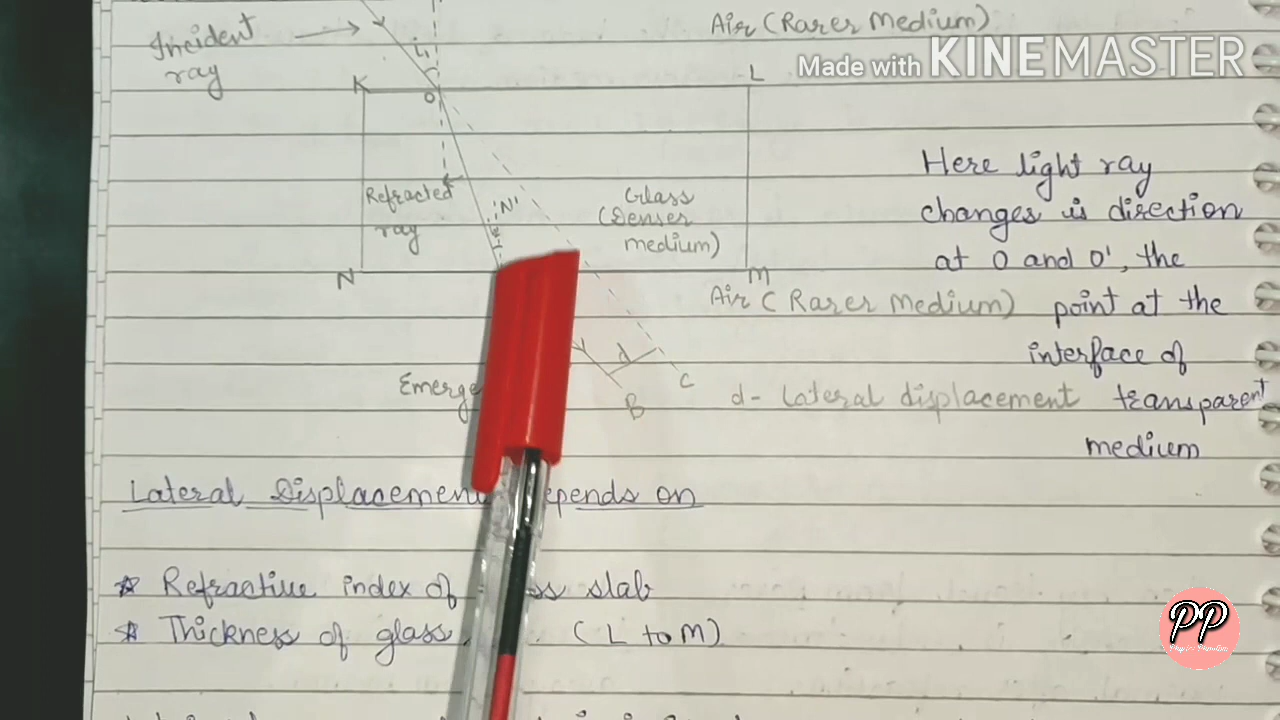 Air (Rarer Medium)
Made with KINEMASTER
Incident
ray
i1
K
O
L
Refracted
ray
N'
Glass
(Denser
medium)
N
M
Air (Rarer Medium)
Here light ray
changes is direction
at O and O', the
point at the
interface of
transparent
medium
Emerge
d
B
C
d- Lateral displacement
Lateral Displacement epends on
* Refractive index of ss slab
* Thickness of glass (L to M)
PP